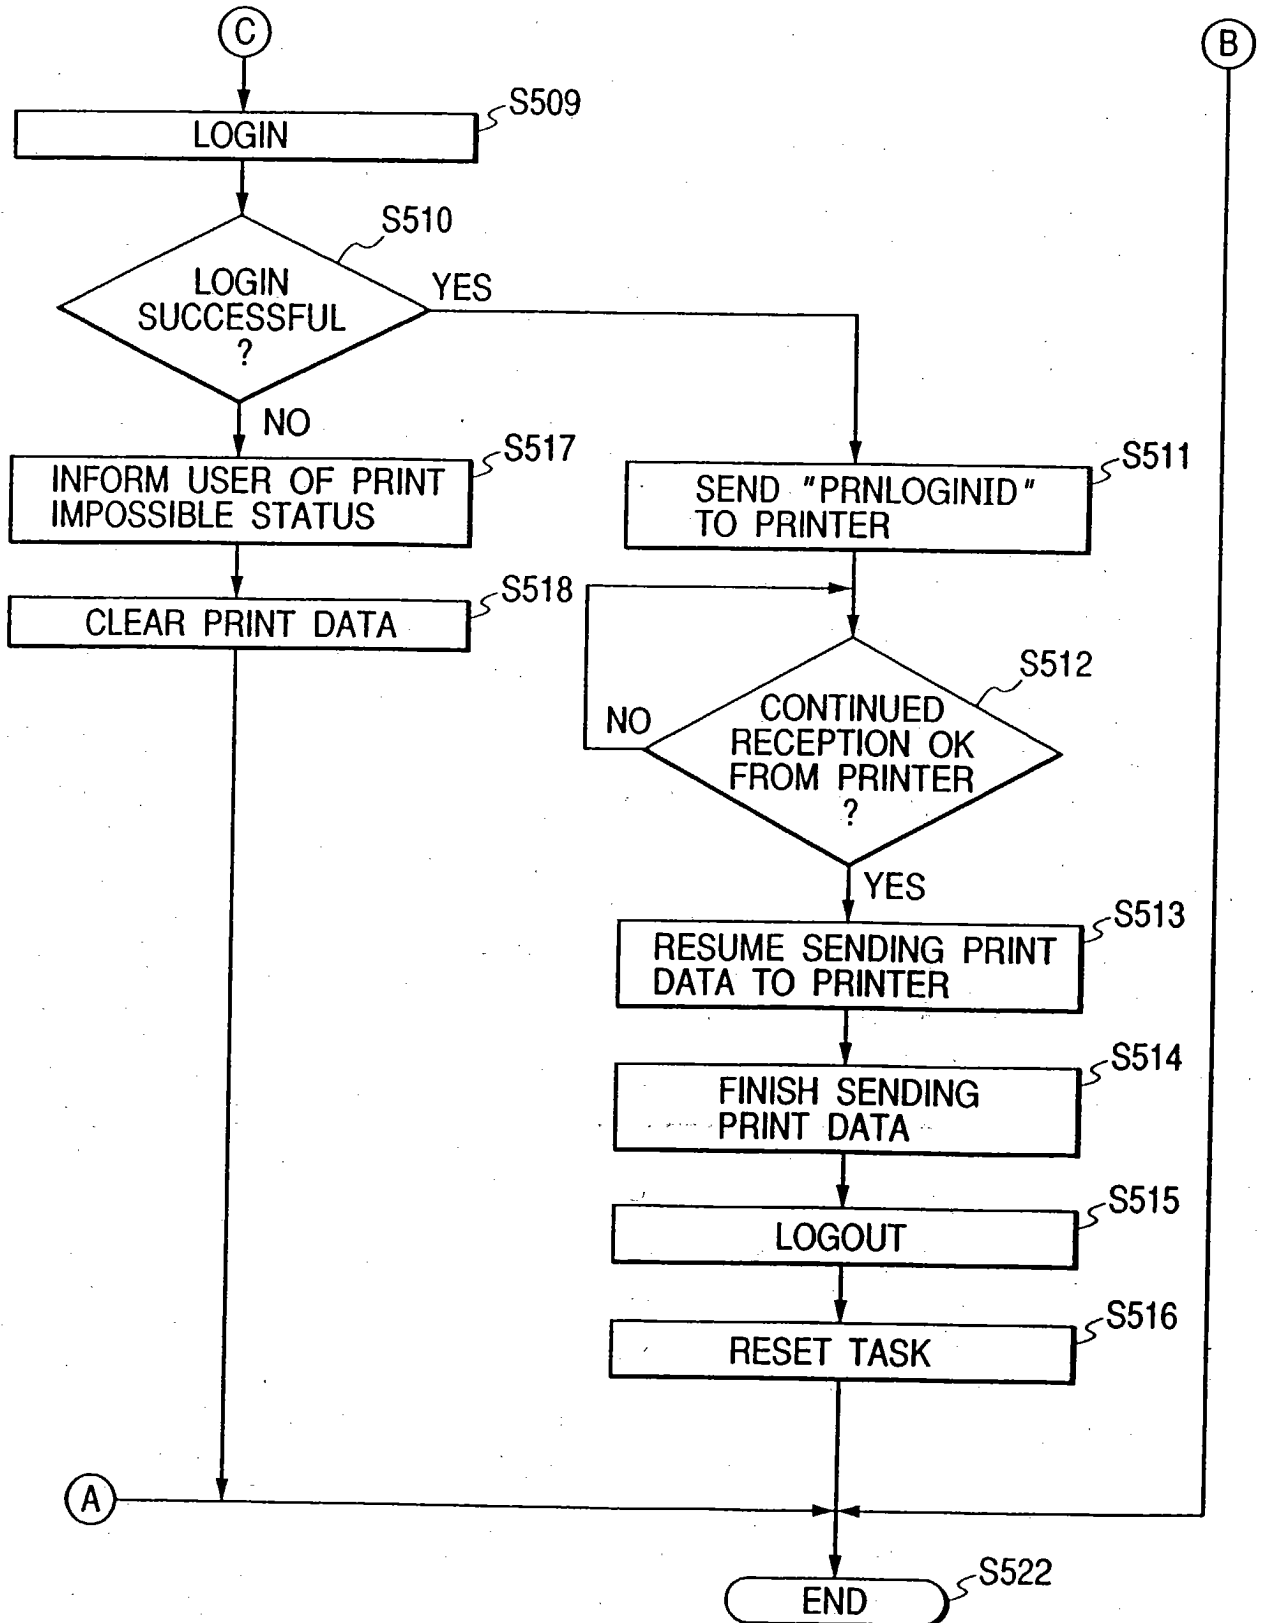 C
B
S509
LOGIN
S510
LOGIN
SUCCESSFUL
?
YES
NO
S517
INFORM USER OF PRINT
IMPOSSIBLE STATUS
S518
CLEAR PRINT DATA
S511
SEND "PRNLOGINID"
TO PRINTER
S512
CONTINUED
RECEPTION OK
FROM PRINTER
?
NO
YES
S513
RESUME SENDING PRINT
DATA TO PRINTER
S514
FINISH SENDING
PRINT DATA
S515
LOGOUT
S516
RESET TASK
A
S522
END